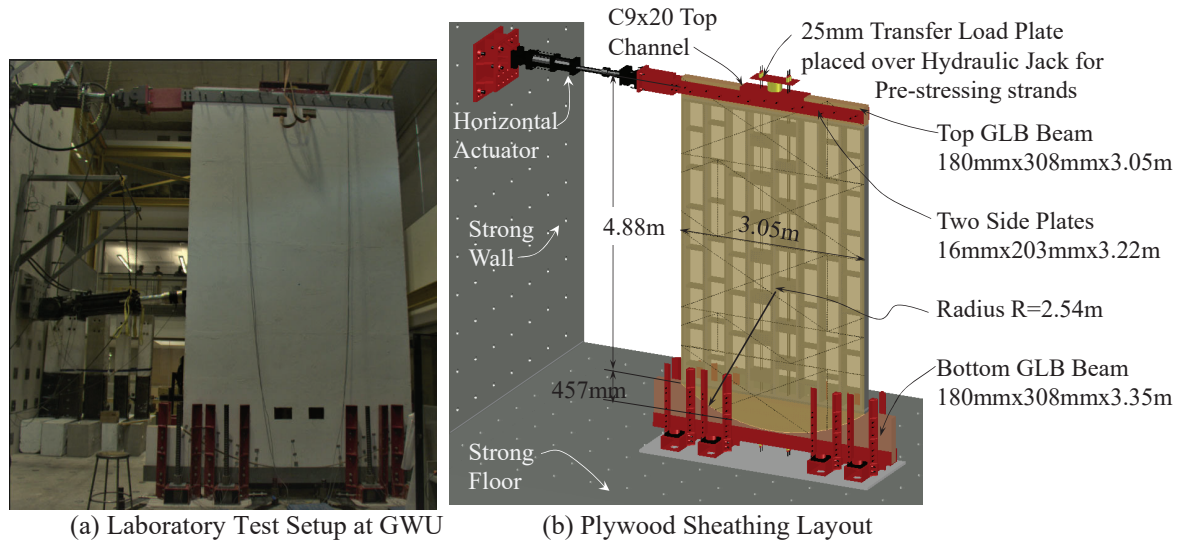 C9x20 Top
Channel
25mm Transfer Load Plate
placed over Hydraulic Jack for
Pre-stressing strands
Horizontal
Actuator
Top GLB Beam
180mmx308mmx3.05m
4.88m
3.05m
Strong
Wall
Two Side Plates
16mmx203mmx3.22m
Radius R=2.54m
457mm
Bottom GLB Beam
180mmx308mmx3.35m
Strong
Floor
(a) Laboratory Test Setup at GWU
(b) Plywood Sheathing Layout